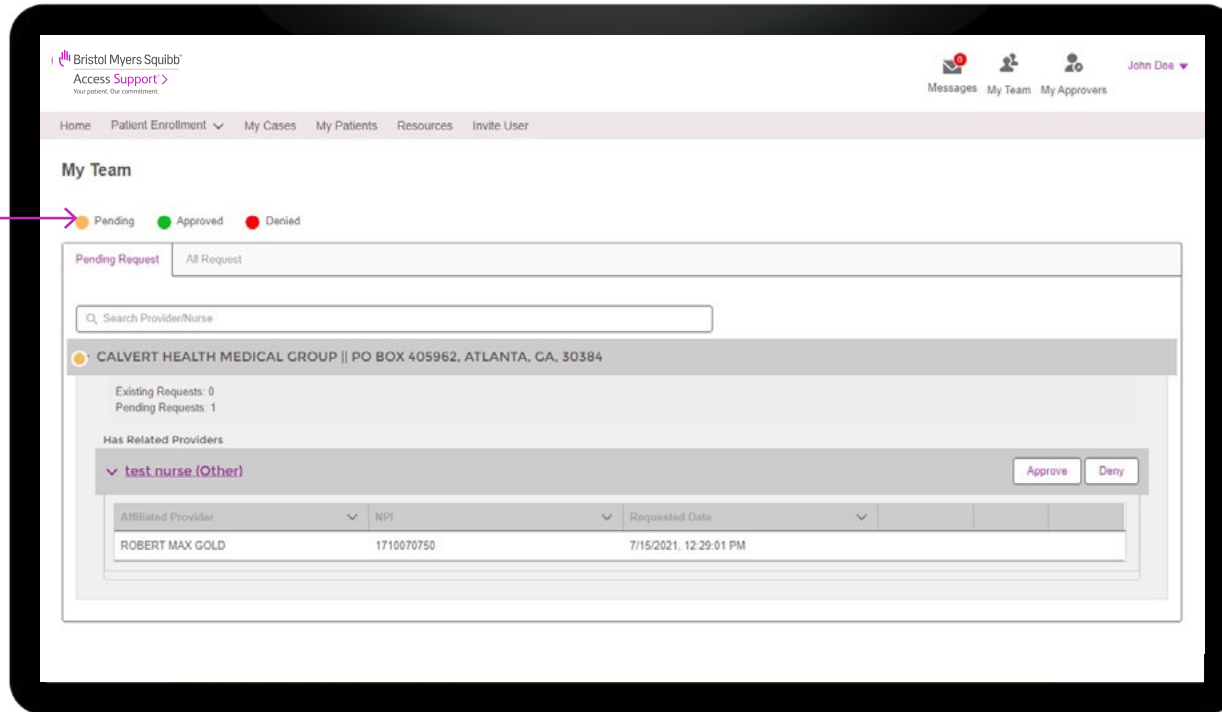 Bristol Myers Squibb™
Access Support™
Your patient. Our commitment.
0
Messages My Team My Approvers
John Doe
Home Patient Enrollment My Cases My Patients Resources Invite User
My Team
Pending Approved Denied
Pending Request All Request
Search Provider/Nurse
CALVERT HEALTH MEDICAL GROUP || PO BOX 405962, ATLANTA, GA, 30384
Existing Requests: 0
Pending Requests: 1
Has Related Providers
test nurse (Other) Approve Deny
Affiliated Provider NPI Requested Date
ROBERT MAX GOLD 1710070750 7/15/2021, 12:29:01 PM